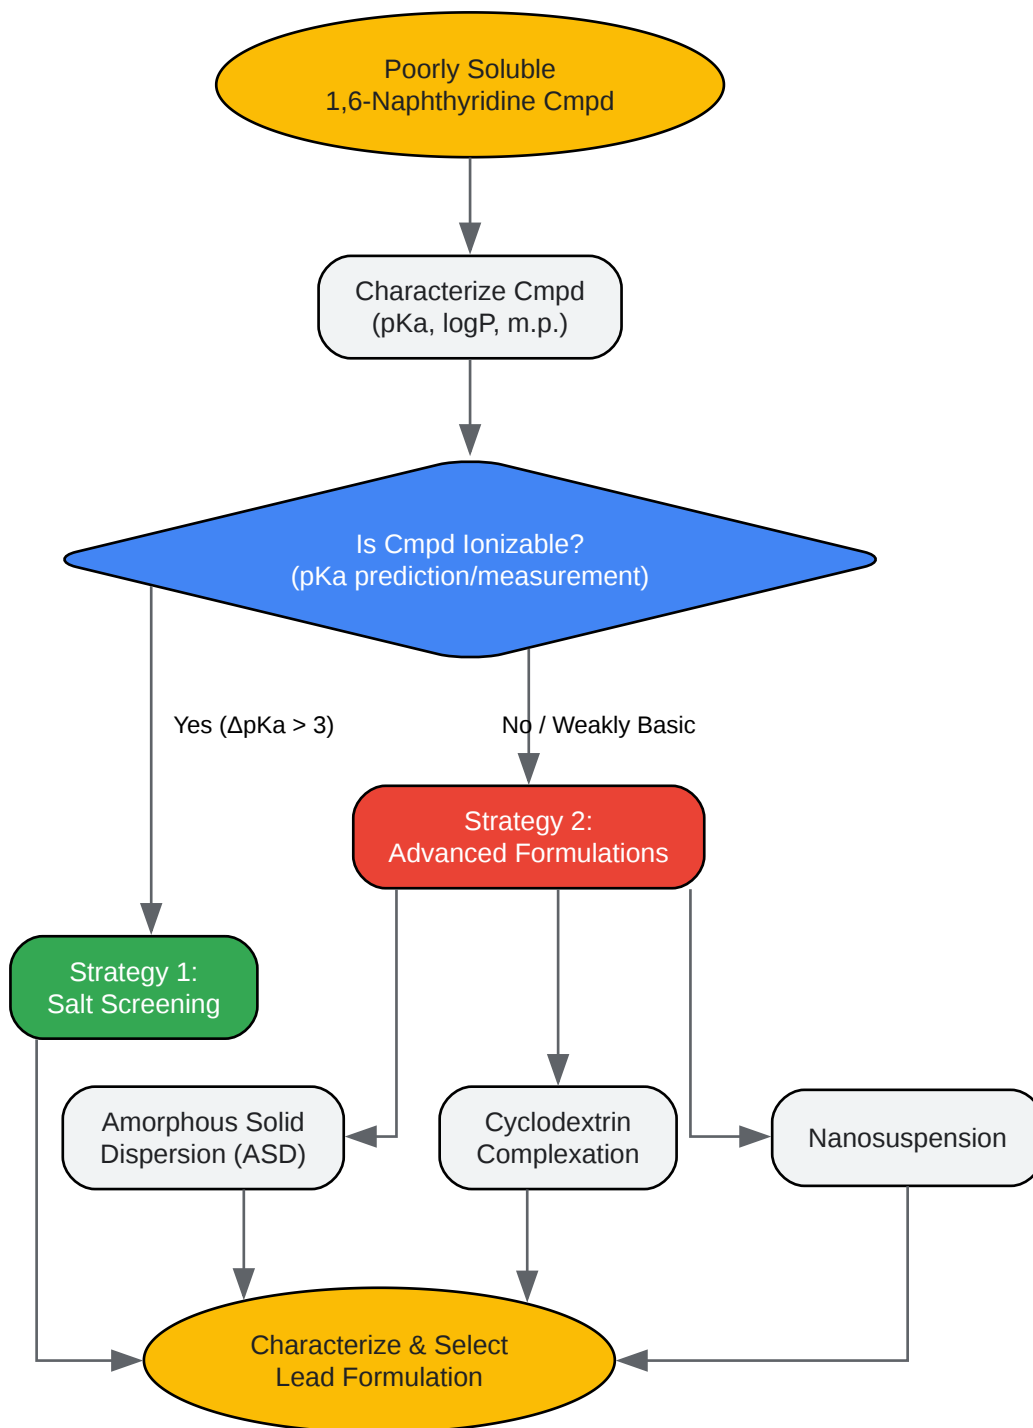 Poorly Soluble
1,6-Naphthyridine Cmpd
Characterize Cmpd
(pKa, logP, m.p.)
Is Cmpd Ionizable?
(pKa prediction/measurement)
Yes (ΔpKa > 3)
No / Weakly Basic
Strategy 2:
Advanced Formulations
Strategy 1:
Salt Screening
Amorphous Solid
Dispersion (ASD)
Cyclodextrin
Complexation
Nanosuspension
Characterize & Select
Lead Formulation